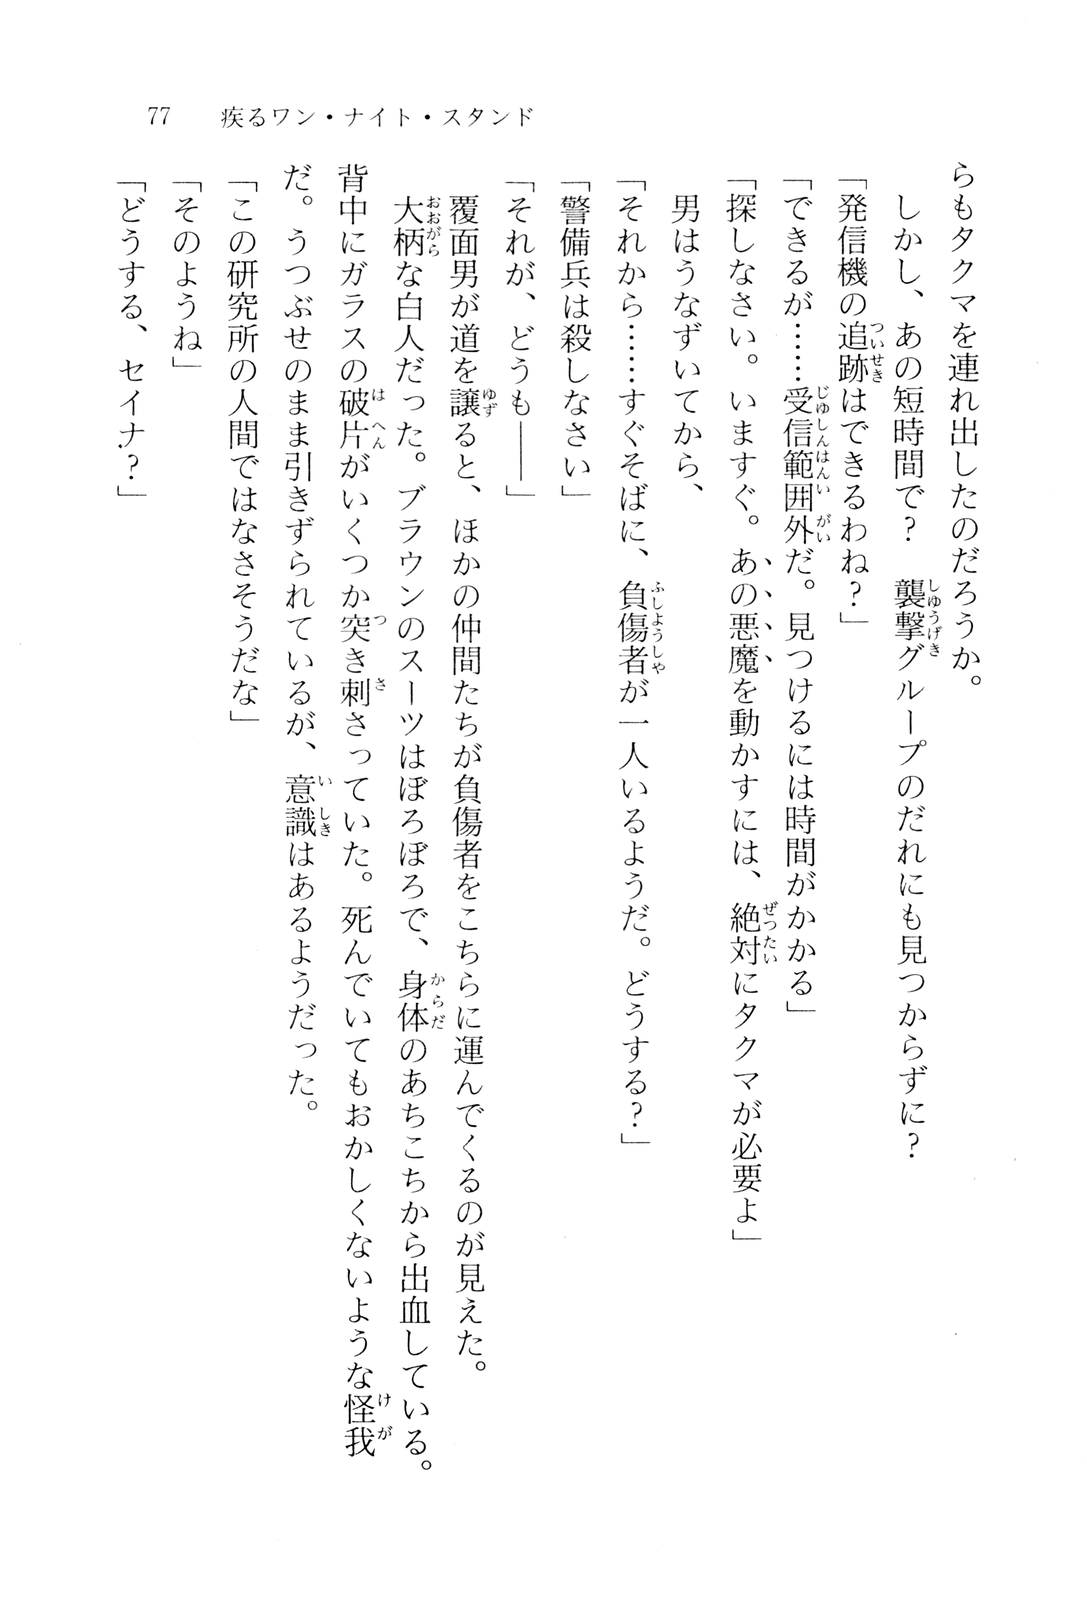 77　疾るワン・ナイト・スタンド
らもタクマを連れ出したのだろうか。
　しかし、あの短時間で？　襲撃グループのだれにも見つからずに？
「発信機の追跡はできるわね？」
「できるが……受信範囲外だ。見つけるには時間がかかる」
「探しなさい。いますぐ。あの悪魔を動かすには、絶対にタクマが必要よ」
　男はうなずいてから、
「それから……すぐそばに、負傷者が一人いるようだ。どうする？」
「警備兵は殺しなさい」
「それが、どうも――」
　覆面男が道を譲ると、ほかの仲間たちが負傷者をこちらに運んでくるのが見えた。
　大柄な白人だった。ブラウンのスーツはぼろぼろで、身体のあちこちから出血している。
背中にガラスの破片がいくつか突き刺さっていた。死んでいてもおかしくないような怪我
だ。うつぶせのまま引きずられているが、意識はあるようだった。
「この研究所の人間ではなさそうだな」
「そのようね」
「どうする、セイナ？」